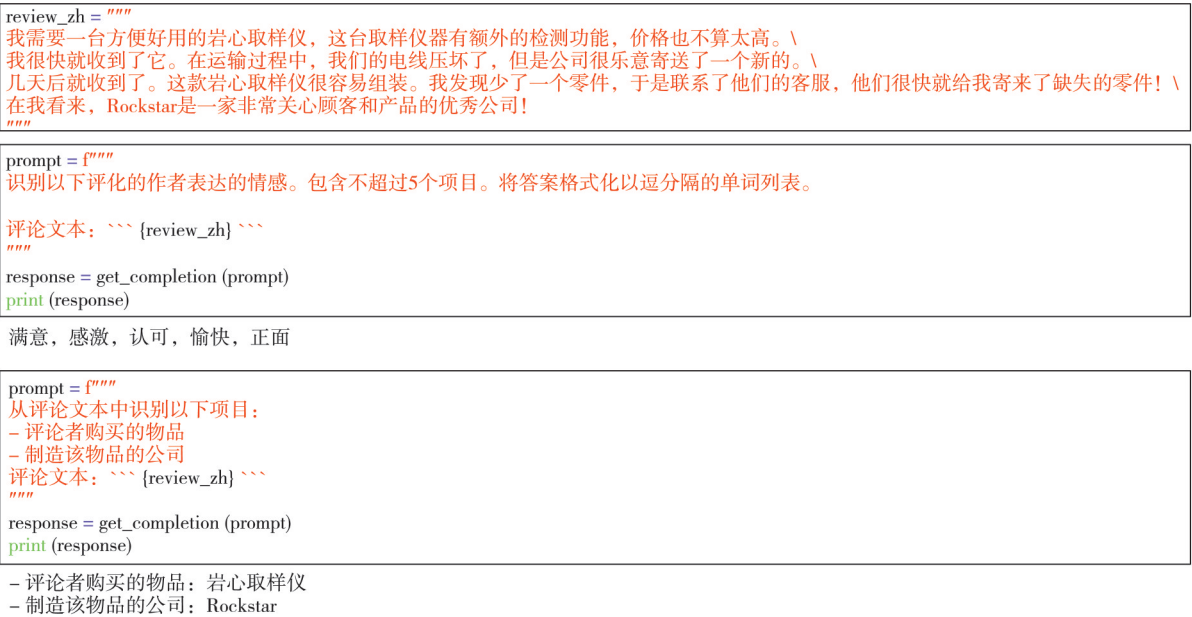 review_zh = """
我需要一台方便好用的岩心取样仪，这台取样仪器有额外的检测功能，价格也不算太高。\
我很快就收到了它。在运输过程中，我们的电线压坏了，但是公司很乐意寄送了一个新的。\
几天后就收到了。这款岩心取样仪很容易组装。我发现少了一个零件，于是联系了他们的客服，他们很快就给我寄来了缺失的零件！\
在我看来，Rockstar是一家非常关心顾客和产品的优秀公司！
"""
prompt = f"""
识别以下评化的作者表达的情感。包含不超过5个项目。将答案格式化以逗分隔的单词列表。
评论文本：``` {review_zh} ```
"""
response = get_completion (prompt)
print (response)
满意，感激，认可，愉快，正面
prompt = f"""
从评论文本中识别以下项目：
– 评论者购买的物品
– 制造该物品的公司
评论文本：``` {review_zh} ```
"""
response = get_completion (prompt)
print (response)
– 评论者购买的物品：岩心取样仪
– 制造该物品的公司：Rockstar